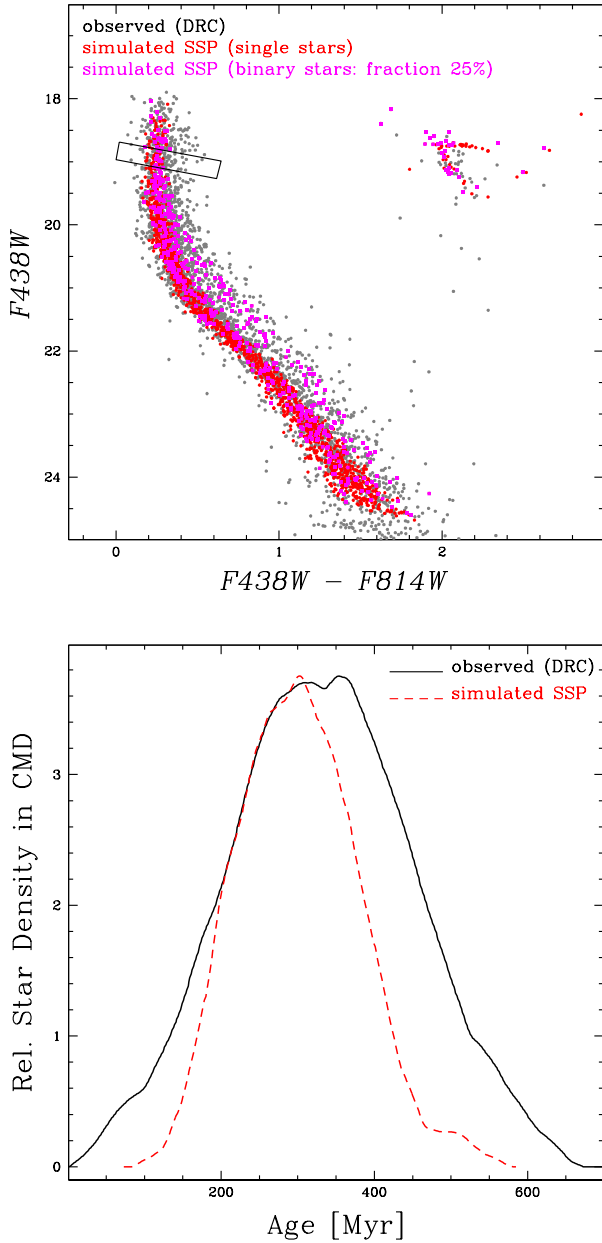 observed (DRC)
simulated SSP (single stars)
simulated SSP (binary stars: fraction 25%)
18
20
22
24
F438W
0
1
2
F438W – F814W
observed (DRC)
simulated SSP
3
2
1
0
Rel. Star Density in CMD
200
400
600
Age [Myr]